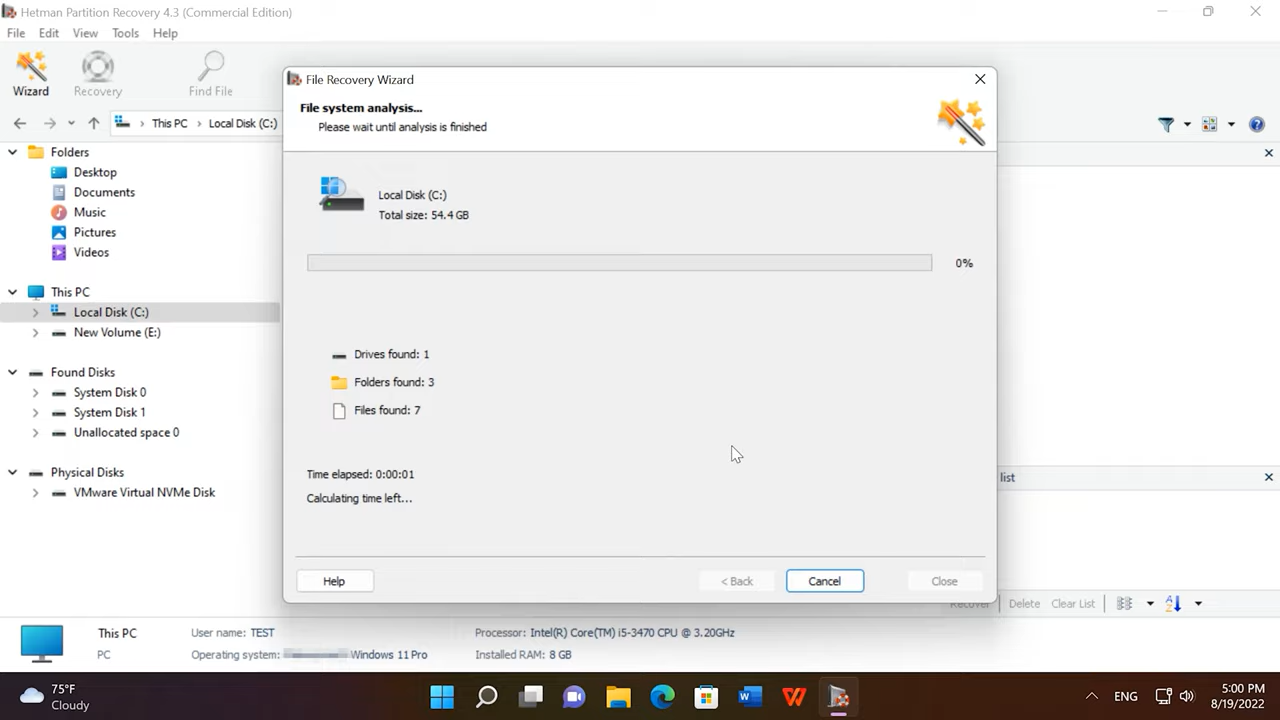 Hetman Partition Recovery 4.3 (Commercial Edition)
File Edit View Tools Help
Wizard Recovery Find File
This PC Local Disk (C:)
Folders
Desktop
Documents
Music
Pictures
Videos
This PC
Local Disk (C:)
New Volume (E:)
Found Disks
System Disk 0
System Disk 1
Unallocated space 0
Physical Disks
VMware Virtual NVMe Disk
File Recovery Wizard
File system analysis...
Please wait until analysis is finished
Local Disk (C:)
Total size: 54.4 GB
0%
Drives found: 1
Folders found: 3
Files found: 7
Time elapsed: 0:00:01
Calculating time left...
Help < Back Cancel Close
list
Recover Delete Clear List
This PC User name: TEST Processor: Intel(R) Core(TM) i5-3470 CPU @ 3.20GHz
PC Operating system: Windows 11 Pro Installed RAM: 8 GB
75°F
Cloudy
ENG
5:00 PM
8/19/2022